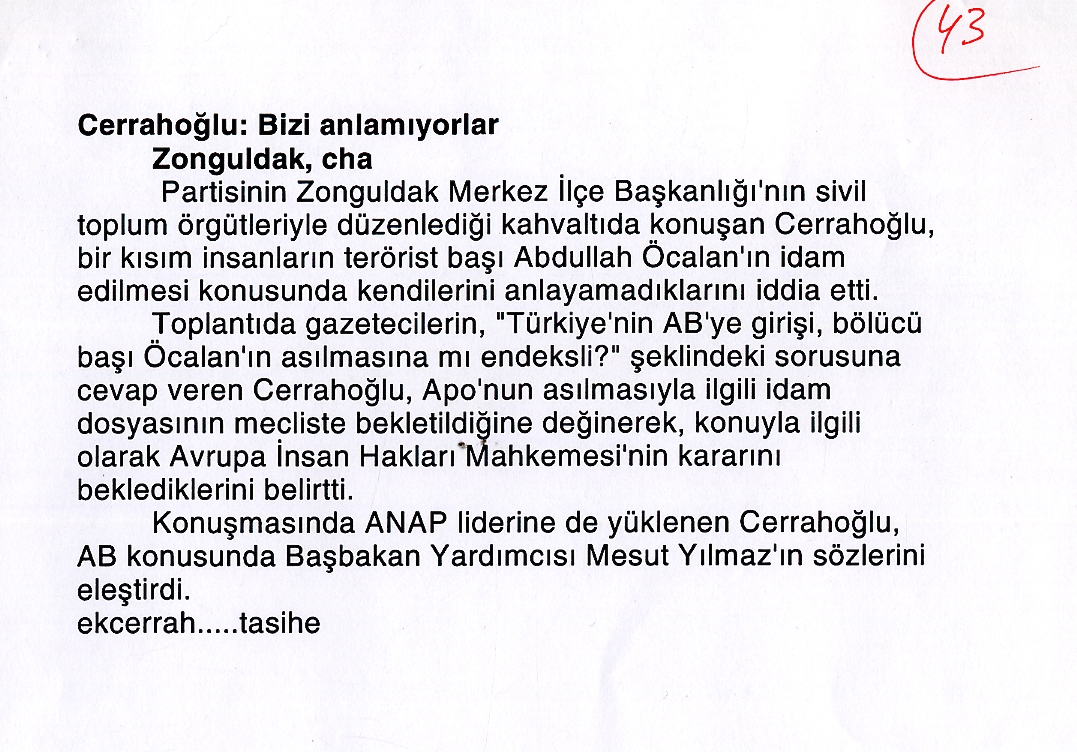 43
Cerrahoğlu: Bizi anlamıyorlar
Zonguldak, cha
Partisinin Zonguldak Merkez İlçe Başkanlığı'nın sivil
toplum örgütleriyle düzenlediği kahvaltıda konuşan Cerrahoğlu,
bir kısım insanların terörist başı Abdullah Öcalan'ın idam
edilmesi konusunda kendilerini anlayamadıklarını iddia etti.
Toplantıda gazetecilerin, "Türkiye'nin AB'ye girişi, bölücü
başı Öcalan'ın asılmasına mı endeksli?" şeklindeki sorusuna
cevap veren Cerrahoğlu, Apo'nun asılmasıyla ilgili idam
dosyasının mecliste bekletildiğine değinerek, konuyla ilgili
olarak Avrupa İnsan Hakları Mahkemesi'nin kararını
beklediklerini belirtti.
Konuşmasında ANAP liderine de yüklenen Cerrahoğlu,
AB konusunda Başbakan Yardımcısı Mesut Yılmaz'ın sözlerini
eleştirdi.
ekcerrah.....tasihe